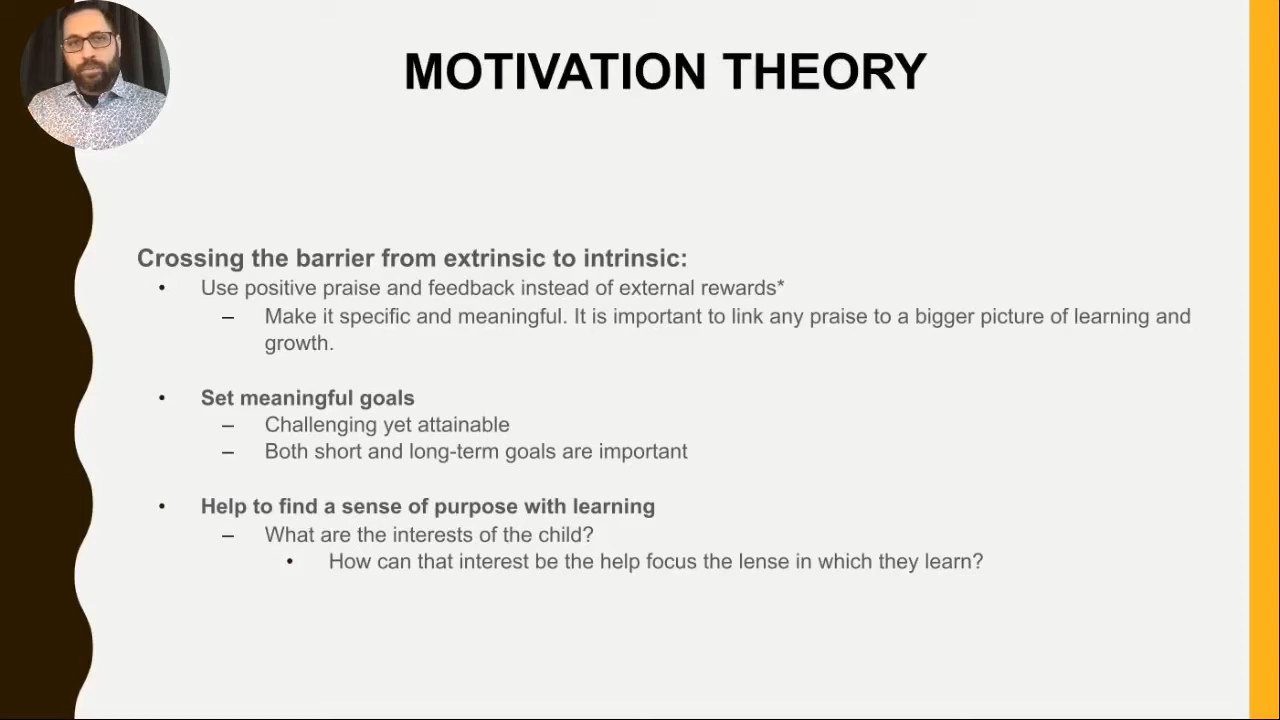 MOTIVATION THEORY
Crossing the barrier from extrinsic to intrinsic:
• Use positive praise and feedback instead of external rewards*
– Make it specific and meaningful. It is important to link any praise to a bigger picture of learning and
growth.
• Set meaningful goals
– Challenging yet attainable
– Both short and long-term goals are important
• Help to find a sense of purpose with learning
– What are the interests of the child?
• How can that interest be the help focus the lense in which they learn?